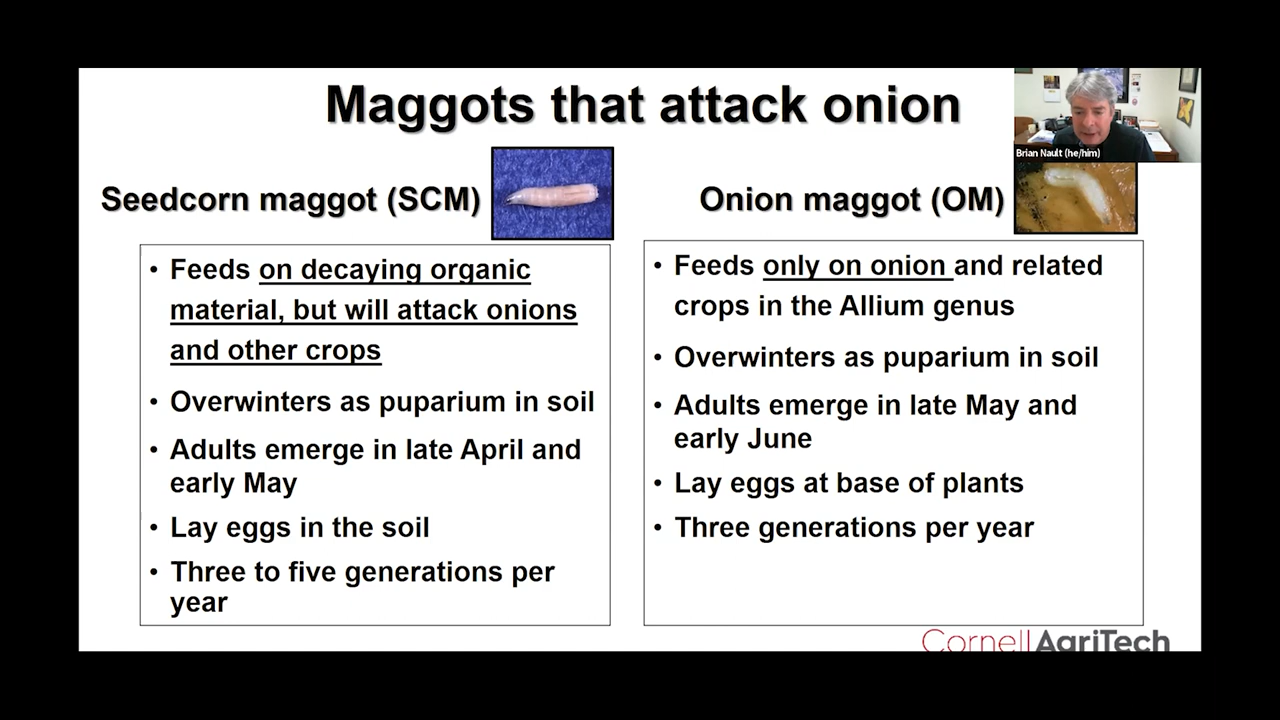 Maggots that attack onion
Brian Nault (he/him)
Seedcorn maggot (SCM)
• Feeds on decaying organic
material, but will attack onions
and other crops
• Overwinters as puparium in soil
• Adults emerge in late April and
early May
• Lay eggs in the soil
• Three to five generations per
year
Onion maggot (OM)
• Feeds only on onion and related
crops in the Allium genus
• Overwinters as puparium in soil
• Adults emerge in late May and
early June
• Lay eggs at base of plants
• Three generations per year
CornellAgriTech